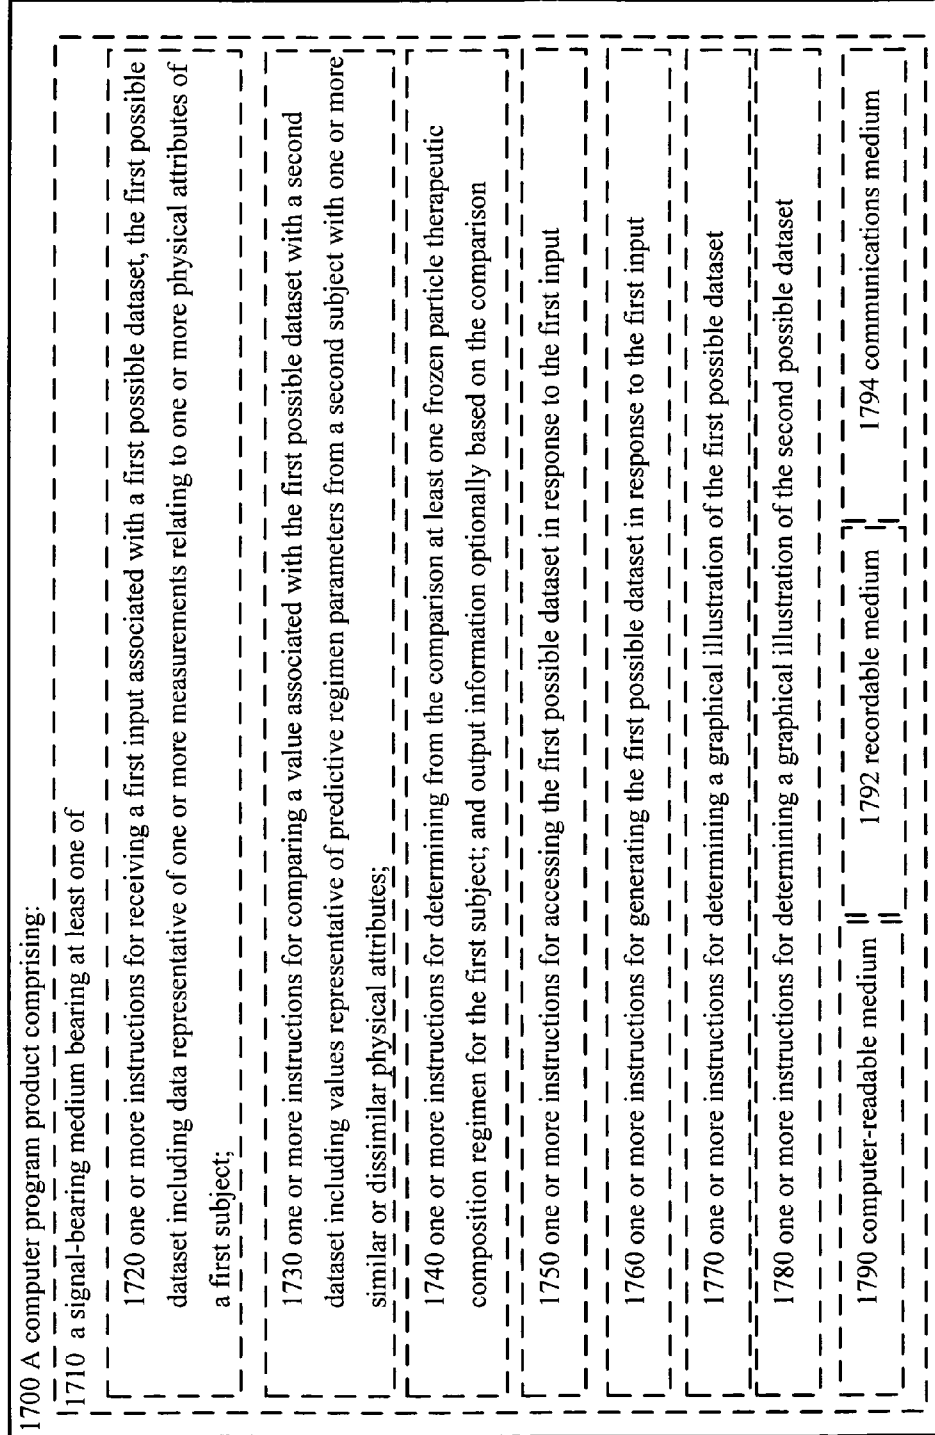 1700 A computer program product comprising:
1710 a signal-bearing medium bearing at least one of
1720 one or more instructions for receiving a first input associated with a first possible dataset, the first possible
dataset including data representative of one or more measurements relating to one or more physical attributes of
a first subject;
1730 one or more instructions for comparing a value associated with the first possible dataset with a second
dataset including values representative of predictive regimen parameters from a second subject with one or more
similar or dissimilar physical attributes;
1740 one or more instructions for determining from the comparison at least one frozen particle therapeutic
composition regimen for the first subject; and output information optionally based on the comparison
1750 one or more instructions for accessing the first possible dataset in response to the first input
1760 one or more instructions for generating the first possible dataset in response to the first input
1770 one or more instructions for determining a graphical illustration of the first possible dataset
1780 one or more instructions for determining a graphical illustration of the second possible dataset
1790 computer-readable medium
1792 recordable medium
1794 communications medium